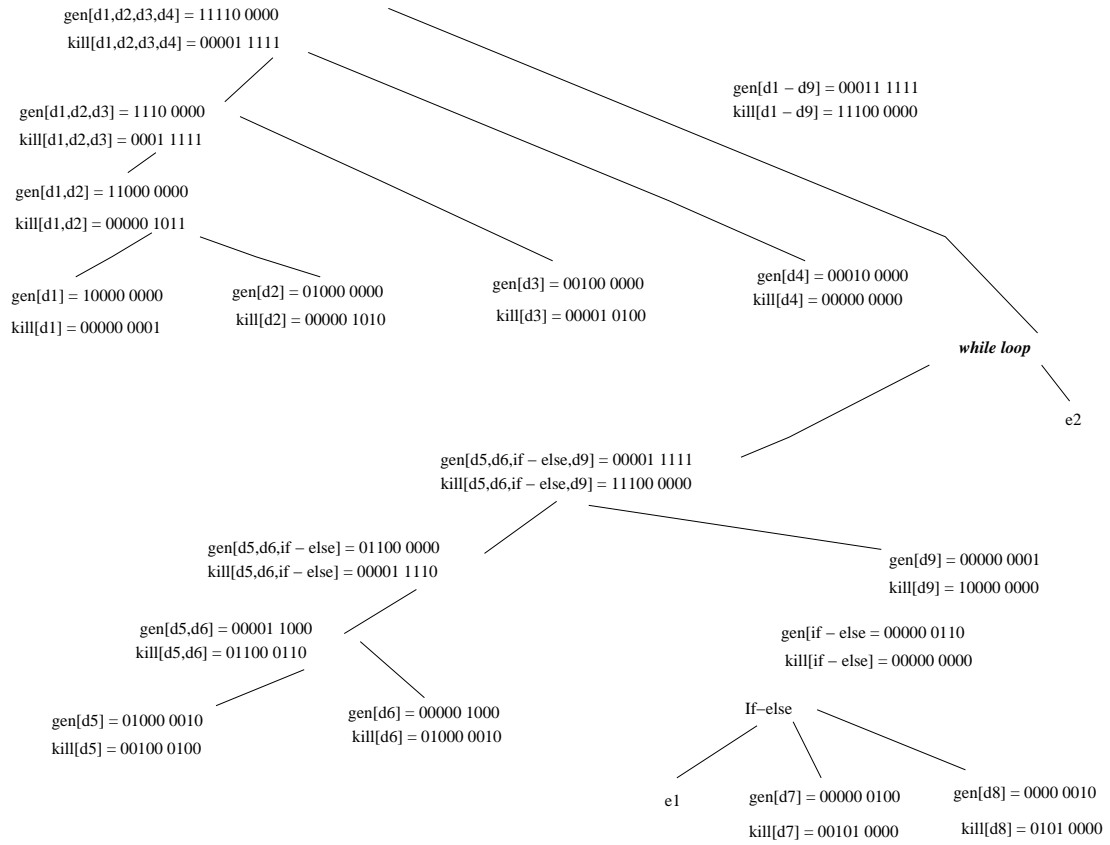 gen[d1,d2,d3,d4] = 11110 0000
kill[d1,d2,d3,d4] = 00001 1111
gen[d1 − d9] = 00011 1111
kill[d1 − d9] = 11100 0000
gen[d1,d2,d3] = 1110 0000
kill[d1,d2,d3] = 0001 1111
gen[d1,d2] = 11000 0000
kill[d1,d2] = 00000 1011
gen[d1] = 10000 0000
kill[d1] = 00000 0001
gen[d2] = 01000 0000
kill[d2] = 00000 1010
gen[d3] = 00100 0000
kill[d3] = 00001 0100
gen[d4] = 00010 0000
kill[d4] = 00000 0000
while loop
e2
gen[d5,d6,if − else,d9] = 00001 1111
kill[d5,d6,if − else,d9] = 11100 0000
gen[d5,d6,if − else] = 01100 0000
kill[d5,d6,if − else] = 00001 1110
gen[d9] = 00000 0001
kill[d9] = 10000 0000
gen[d5,d6] = 00001 1000
kill[d5,d6] = 01100 0110
gen[if − else = 00000 0110
kill[if − else] = 00000 0000
gen[d5] = 01000 0010
kill[d5] = 00100 0100
gen[d6] = 00000 1000
kill[d6] = 01000 0010
If−else
e1
gen[d7] = 00000 0100
kill[d7] = 00101 0000
gen[d8] = 0000 0010
kill[d8] = 0101 0000